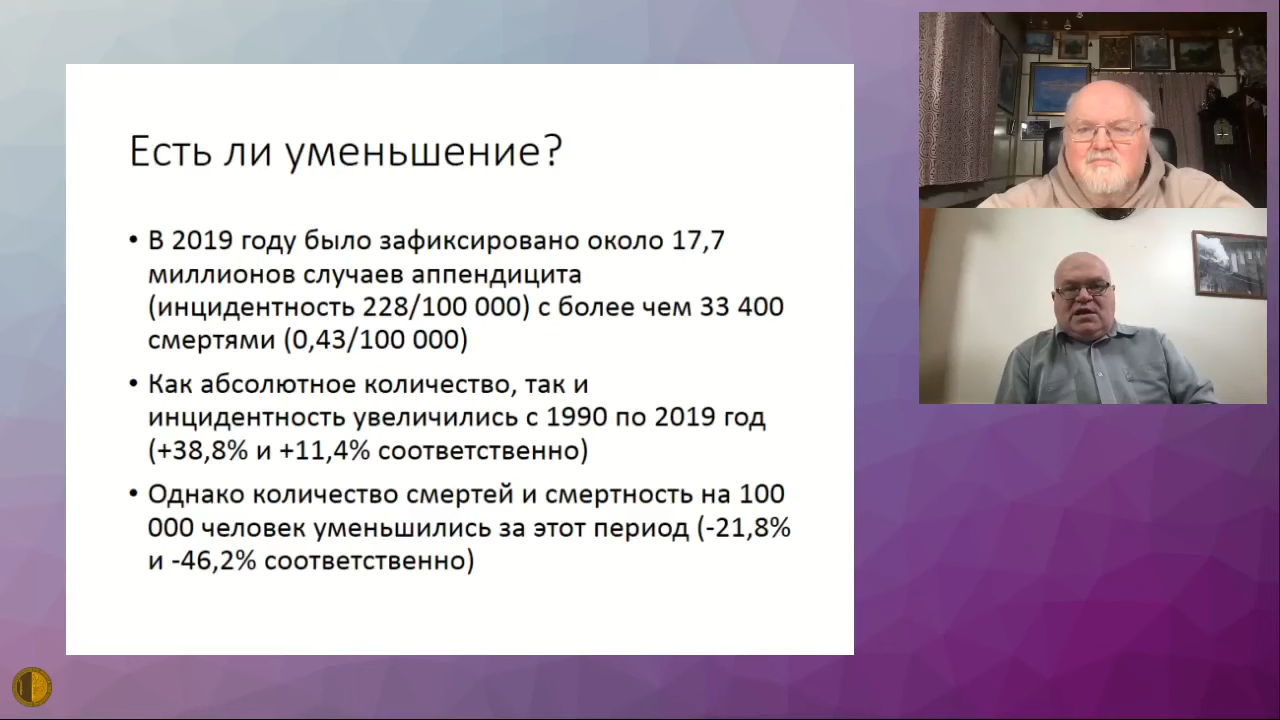 Есть ли уменьшение?
• В 2019 году было зафиксировано около 17,7
миллионов случаев аппендицита
(инцидентность 228/100 000) с более чем 33 400
смертями (0,43/100 000)
• Как абсолютное количество, так и
инцидентность увеличились с 1990 по 2019 год
(+38,8% и +11,4% соответственно)
• Однако количество смертей и смертность на 100
000 человек уменьшились за этот период (-21,8%
и -46,2% соответственно)